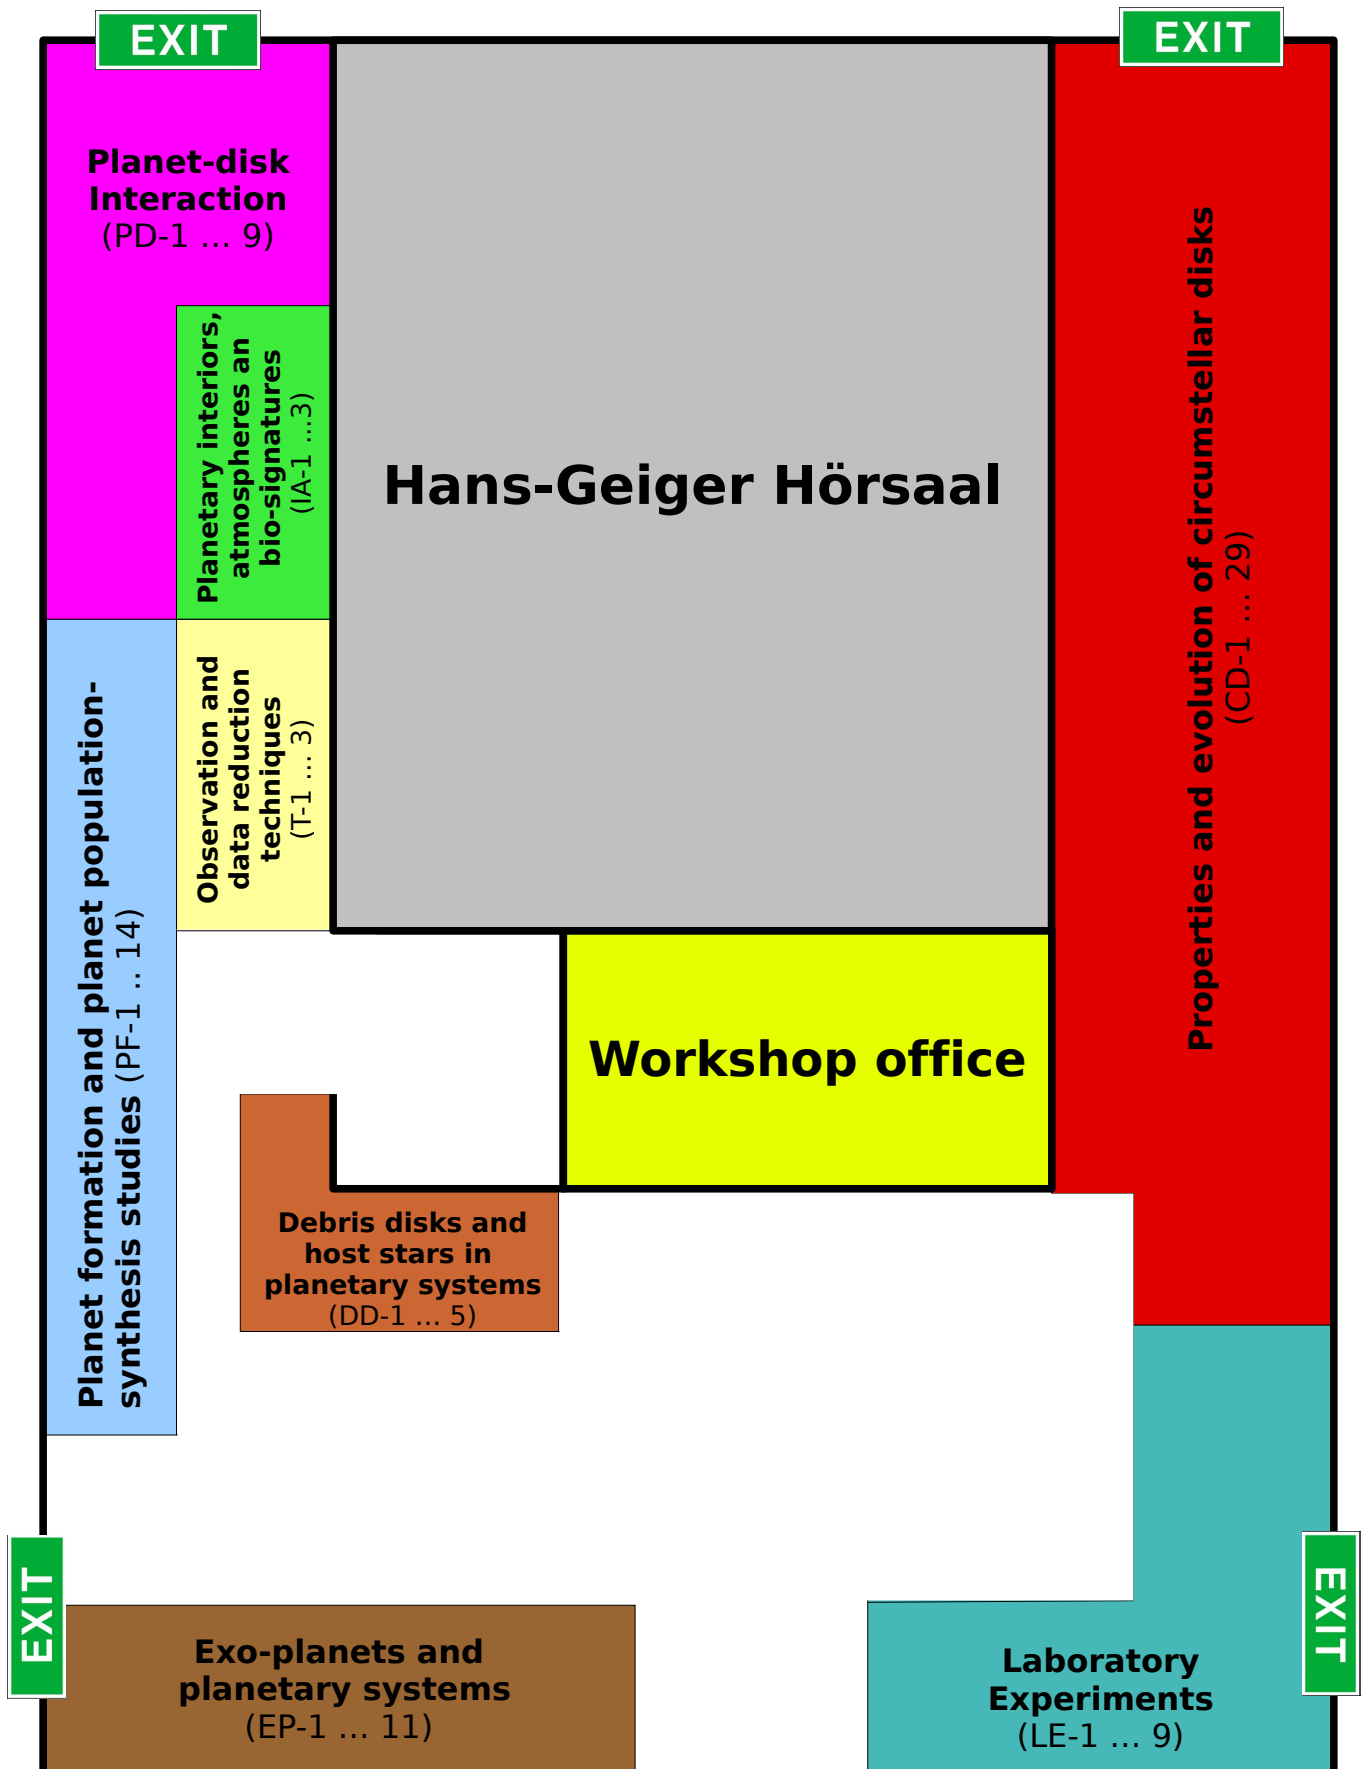 EXIT
EXIT
Planet-disk
Interaction
(PD-1 ... 9)
Planetary interiors,
atmospheres an
bio-signatures
(IA-1 ...3)
Hans-Geiger Hörsaal
Properties and evolution of circumstellar disks
(CD-1 ... 29)
Planet formation and planet population-
synthesis studies (PF-1 .. 14)
Observation and
data reduction
techniques
(T-1 ... 3)
Workshop office
Debris disks and
host stars in
planetary systems
(DD-1 ... 5)
EXIT
EXIT
Exo-planets and
planetary systems
(EP-1 ... 11)
Laboratory
Experiments
(LE-1 ... 9)